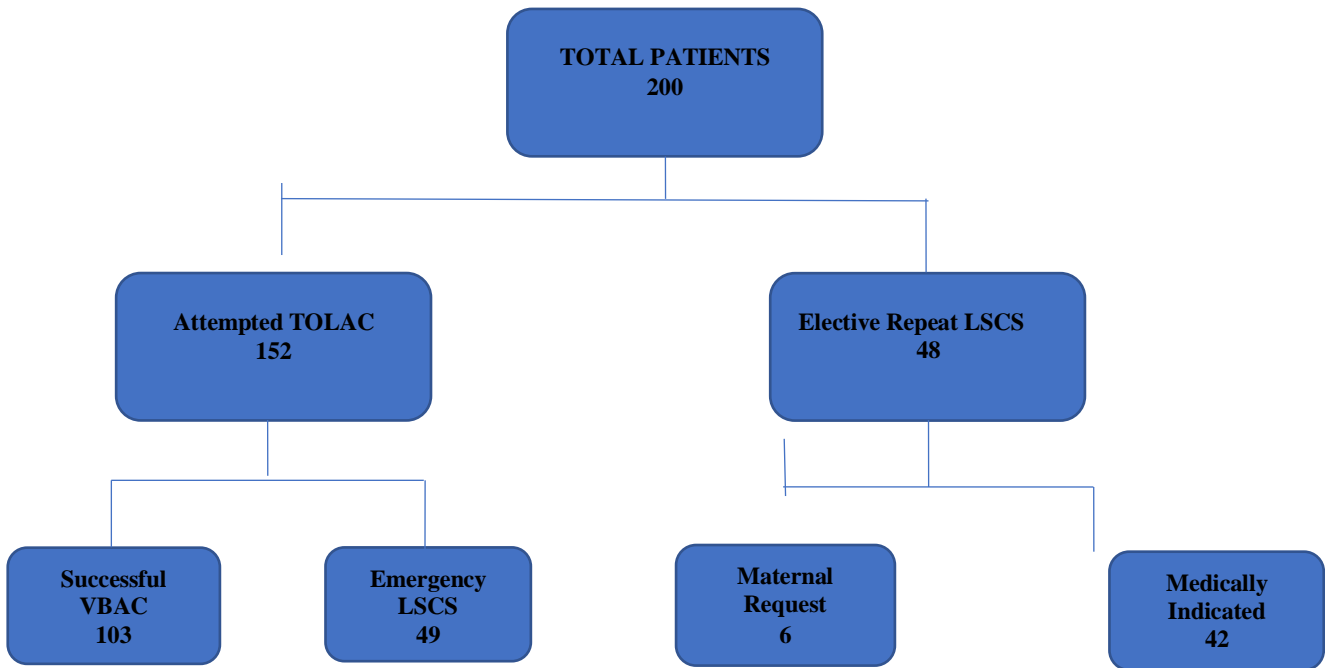 TOTAL PATIENTS
200
Attempted TOLAC
152
Elective Repeat LSCS
48
Successful
VBAC
103
Emergency
LSCS
49
Maternal
Request
6
Medically
Indicated
42